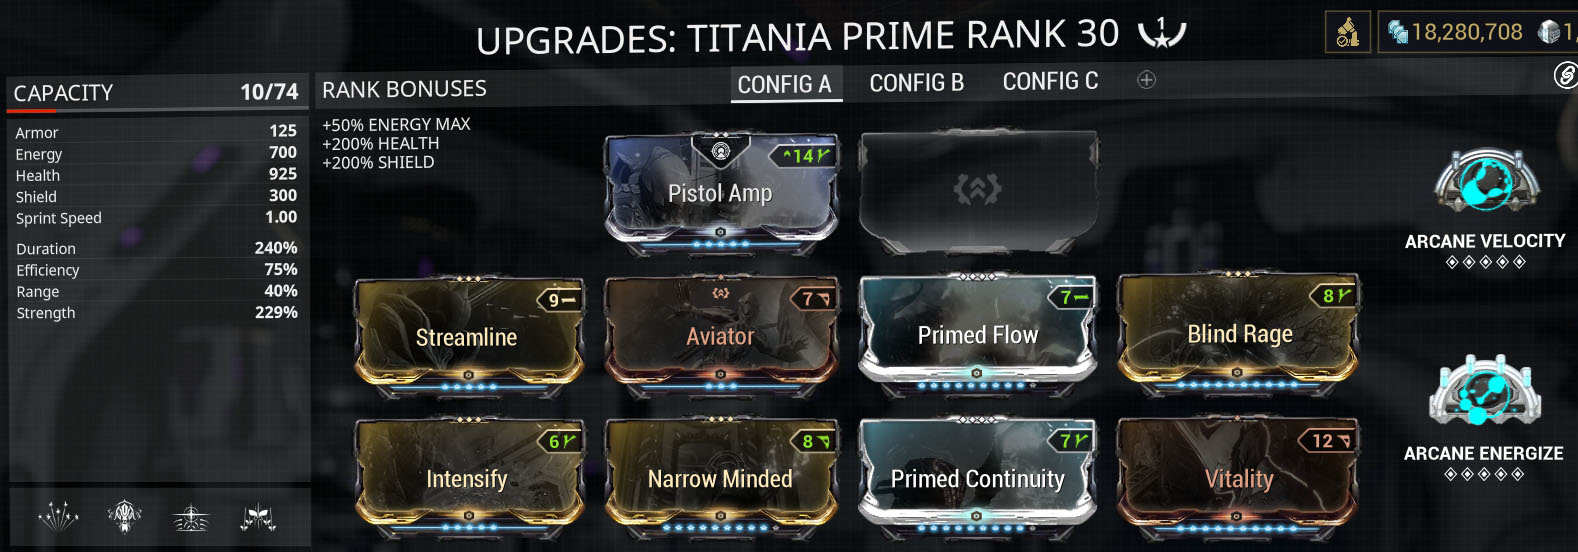 UPGRADES: TITANIA PRIME RANK 30
1
18,280,708
1,
CAPACITY 10/74
RANK BONUSES
CONFIG A
CONFIG B
CONFIG C
Armor 125
Energy 700
Health 925
Shield 300
Sprint Speed 1.00
Duration 240%
Efficiency 75%
Range 40%
Strength 229%
+50% ENERGY MAX
+200% HEALTH
+200% SHIELD
14
Pistol Amp
9
Streamline
7
Aviator
7
Primed Flow
8
Blind Rage
6
Intensify
8
Narrow Minded
7
Primed Continuity
12
Vitality
ARCANE VELOCITY
ARCANE ENERGIZE